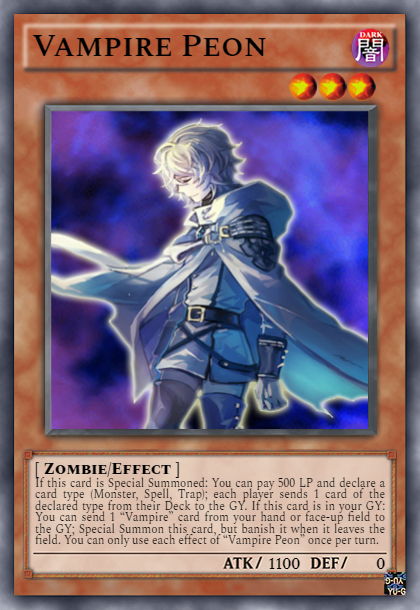 Vampire Peon
DARK
闇
[ Zombie/Effect ]
If this card is Special Summoned: You can pay 500 LP and declare a
card type (Monster, Spell, Trap); each player sends 1 card of the
declared type from their Deck to the GY. If this card is in your GY:
You can send 1 “Vampire” card from your hand or face-up field to
the GY; Special Summon this card, but banish it when it leaves the
field. You can only use each effect of “Vampire Peon” once per turn.
ATK/ 1100 DEF/ 0